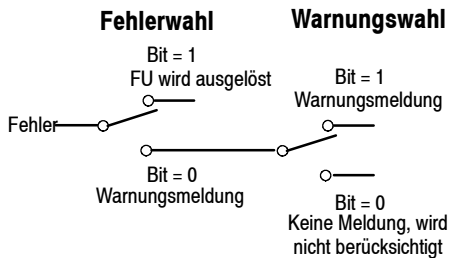 Fehlerwahl
Warnungswahl
Bit = 1
FU wird ausgelöst
Bit = 1
Warnungsmeldung
Fehler
Bit = 0
Warnungsmeldung
Bit = 0
Keine Meldung, wird
nicht berücksichtigt